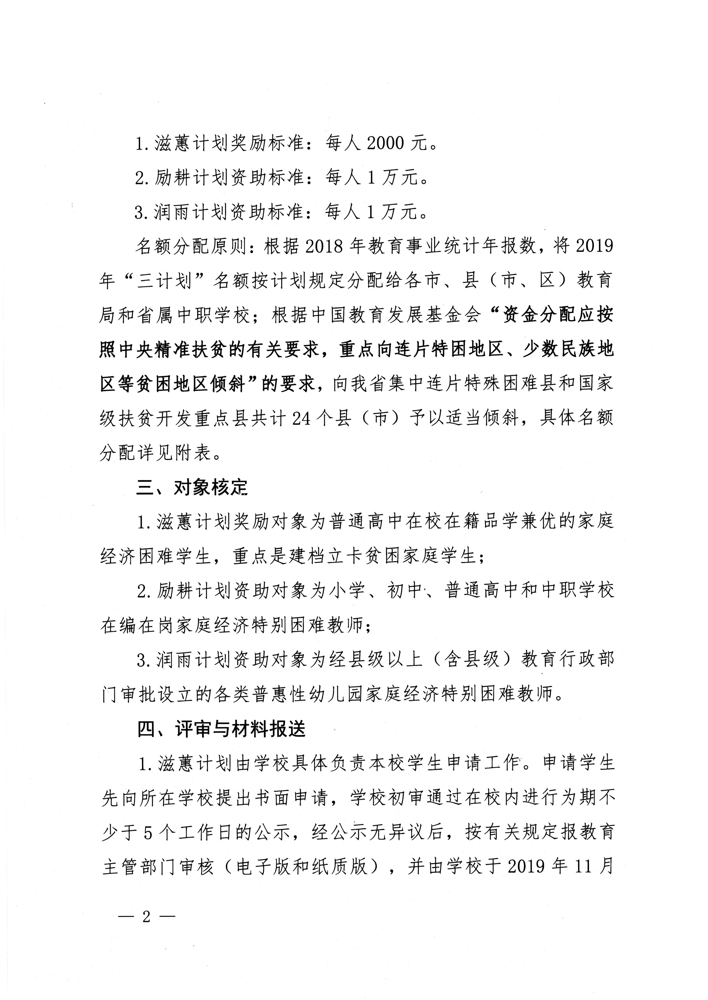 1.滋蕙计划奖励标准：每人 2000 元。
2.励耕计划资助标准：每人 1 万元。
3.润雨计划资助标准：每人 1 万元。
名额分配原则：根据 2018 年教育事业统计年报数，将 2019
年“三计划”名额按计划规定分配给各市、县（市、区）教育
局和省属中职学校；根据中国教育发展基金会“资金分配应按
照中央精准扶贫的有关要求，重点向连片特困地区、少数民族地
区等贫困地区倾斜”的要求，向我省集中连片特殊困难县和国家
级扶贫开发重点县共计 24 个县（市）予以适当倾斜，具体名额
分配详见附表。
三、对象核定
1.滋蕙计划奖励对象为普通高中在校在籍品学兼优的家庭
经济困难学生，重点是建档立卡贫困家庭学生；
2.励耕计划资助对象为小学、初中、普通高中和中职学校
在编在岗家庭经济特别困难教师；
3.润雨计划资助对象为经县级以上（含县级）教育行政部
门审批设立的各类普惠性幼儿园家庭经济特别困难教师。
四、评审与材料报送
1.滋蕙计划由学校具体负责本校学生申请工作。申请学生
先向所在学校提出书面申请，学校初审通过在校内进行为期不
少于 5 个工作日的公示，经公示无异议后，按有关规定报教育
主管部门审核（电子版和纸质版），并由学校于 2019 年 11 月
— 2 —